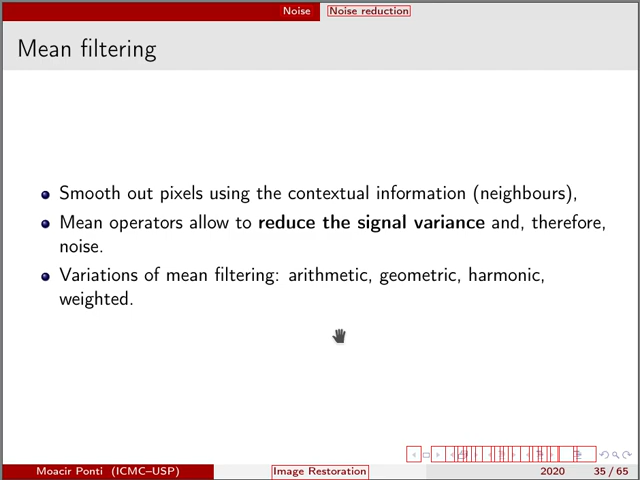 Noise Noise reduction
Mean filtering
Smooth out pixels using the contextual information (neighbours),
Mean operators allow to reduce the signal variance and, therefore,
noise.
Variations of mean filtering: arithmetic, geometric, harmonic,
weighted.
Moacir Ponti (ICMC–USP) Image Restoration 2020 35 / 65